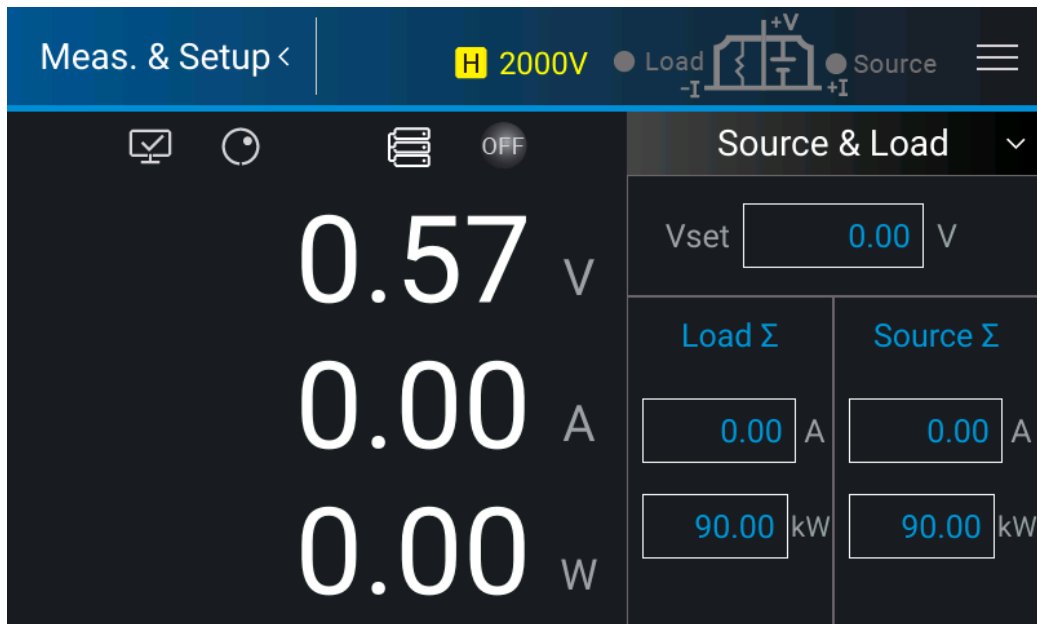 Meas. & Setup <
H 2000V
Load
-I
+V
+I
Source
OFF
Source & Load
0.57 V
0.00 A
0.00 W
Vset 0.00 V
Load Σ
Source Σ
0.00 A
0.00 A
90.00 kW
90.00 kW